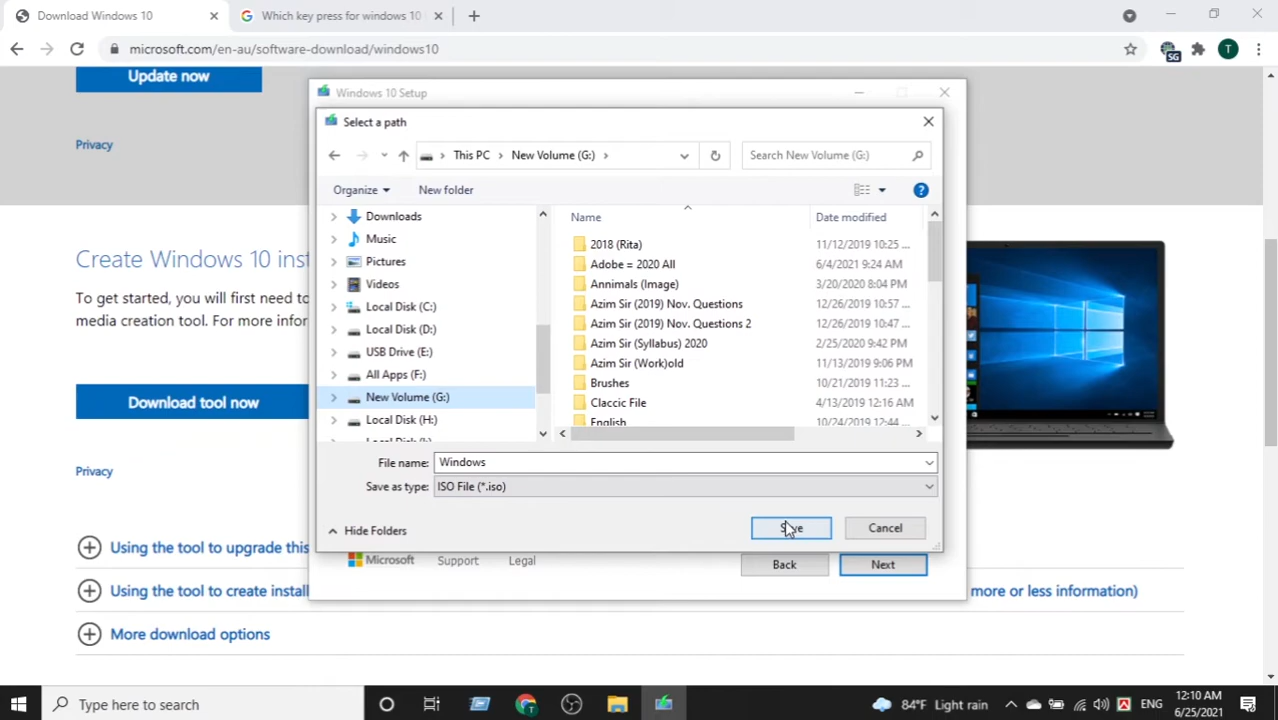 Download Windows 10
Which key press for windows 10
microsoft.com/en-au/software-download/windows10
SG
T
Update now
Privacy
Windows 10 Setup
Select a path
This PC > New Volume (G:) >
Search New Volume (G:)
Organize
New folder
Downloads
Music
Pictures
Videos
Local Disk (C:)
Local Disk (D:)
USB Drive (E:)
All Apps (F:)
New Volume (G:)
Local Disk (H:)
Name Date modified
2018 (Rita) 11/12/2019 10:25 ...
Adobe = 2020 All 6/4/2021 9:24 AM
Annimals (Image) 3/20/2020 8:04 PM
Azim Sir (2019) Nov. Questions 12/26/2019 10:57 ...
Azim Sir (2019) Nov. Questions 2 12/26/2019 10:47 ...
Azim Sir (Syllabus) 2020 2/25/2020 9:42 PM
Azim Sir (Work)old 11/13/2019 9:06 PM
Brushes 10/21/2019 11:23 ...
Claccic File 4/13/2019 12:16 AM
English 10/24/2019 12:44 ...
File name: Windows
Save as type: ISO File (*.iso)
Hide Folders
Save
Cancel
Microsoft
Support
Legal
Back
Next
Create Windows 10 inst
To get started, you will first need to
media creation tool. For more infor
Download tool now
Privacy
Using the tool to upgrade this
Using the tool to create install
more or less information)
More download options
Type here to search
84°F Light rain
ENG
12:10 AM
6/25/2021